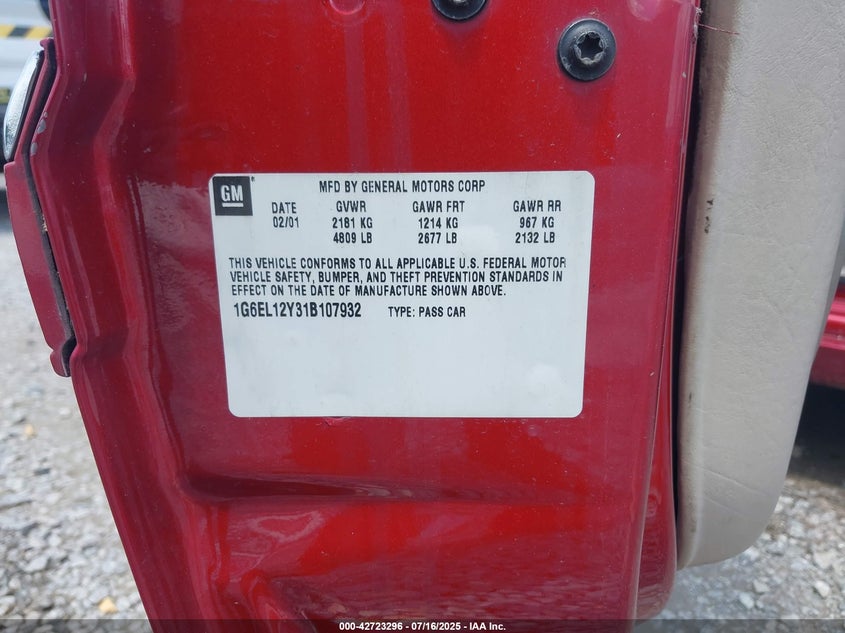 GM
MFD BY GENERAL MOTORS CORP
DATE GVWR GAWR FRT GAWR RR
02/01 2181 KG 1214 KG 967 KG
4809 LB 2677 LB 2132 LB
THIS VEHICLE CONFORMS TO ALL APPLICABLE U.S. FEDERAL MOTOR
VEHICLE SAFETY, BUMPER, AND THEFT PREVENTION STANDARDS IN
EFFECT ON THE DATE OF MANUFACTURE SHOWN ABOVE.
1G6EL12Y31B107932 TYPE: PASS CAR
000-42723296 - 07/16/2025 - IAA Inc.